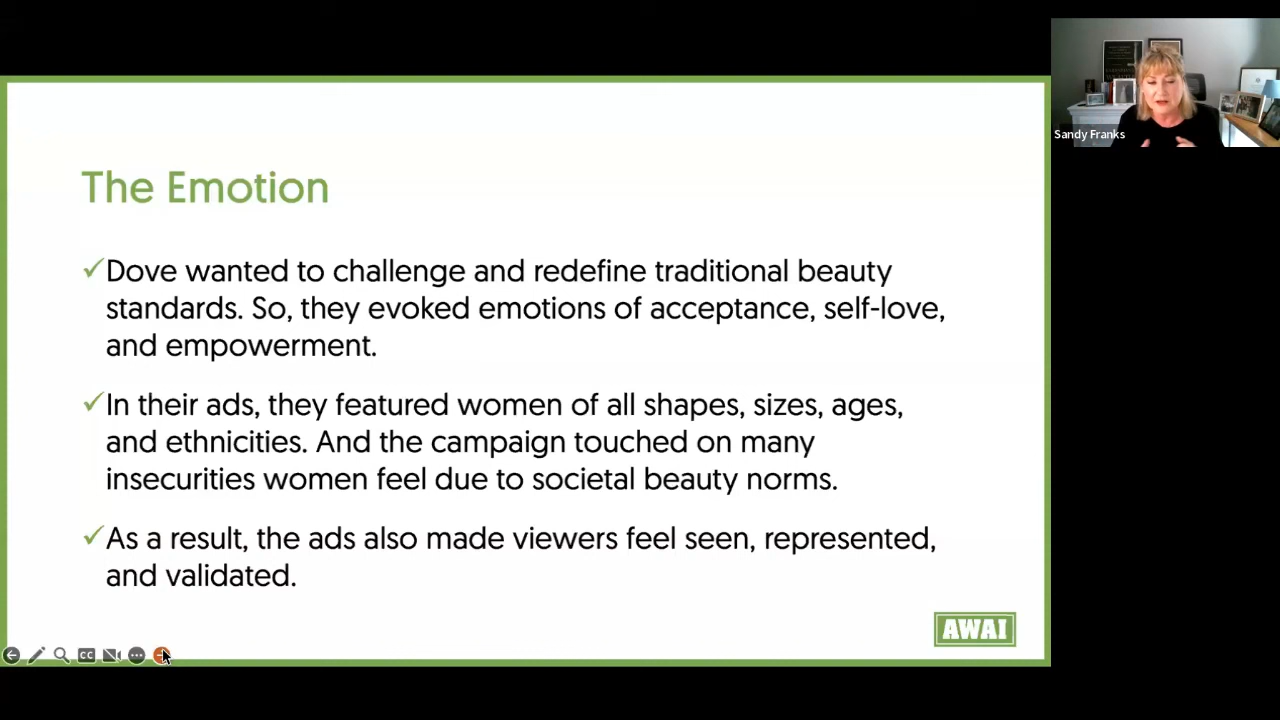 The Emotion
✓Dove wanted to challenge and redefine traditional beauty
standards. So, they evoked emotions of acceptance, self-love,
and empowerment.
✓In their ads, they featured women of all shapes, sizes, ages,
and ethnicities. And the campaign touched on many
insecurities women feel due to societal beauty norms.
✓As a result, the ads also made viewers feel seen, represented,
and validated.
AWAI
CC
Sandy Franks